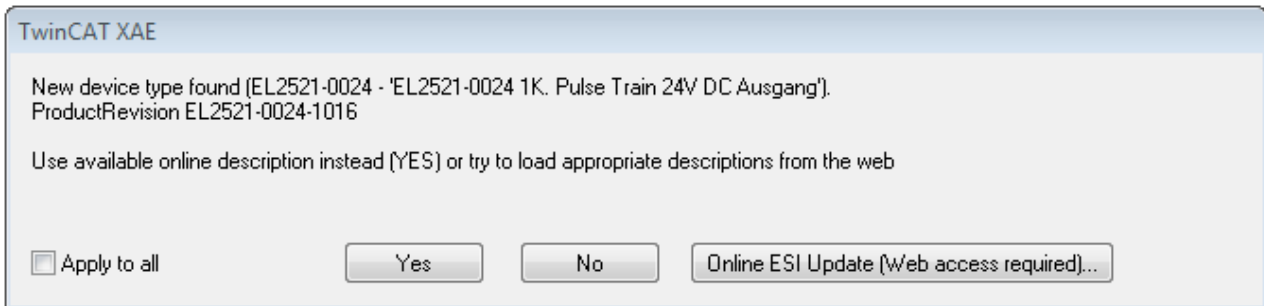 TwinCAT XAE
New device type found (EL2521-0024 - 'EL2521-0024 1K. Pulse Train 24V DC Ausgang').
ProductRevision EL2521-0024-1016
Use available online description instead (YES) or try to load appropriate descriptions from the web
Apply to all
Yes
No
Online ESI Update (Web access required)...